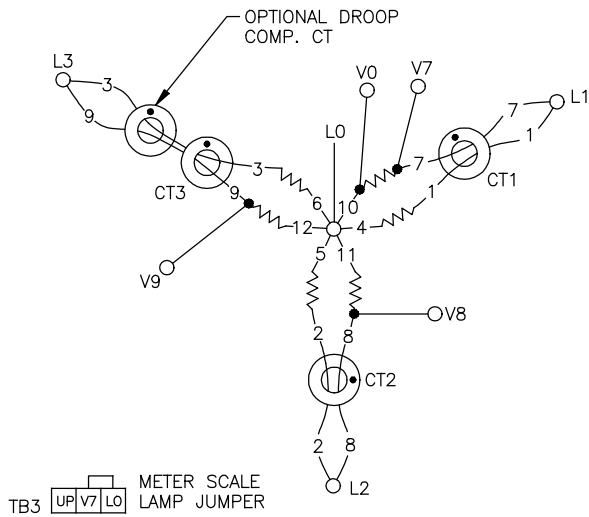 OPTIONAL DROOP
COMP. CT
L3
3
9
V0
V7
L1
L0
7
1
CT3
3
9
7
1
CT1
6
10
12
4
5
11
V9
V8
2
8
CT2
2
8
L2
METER SCALE
LAMP JUMPER
TB3
UP V7 L0